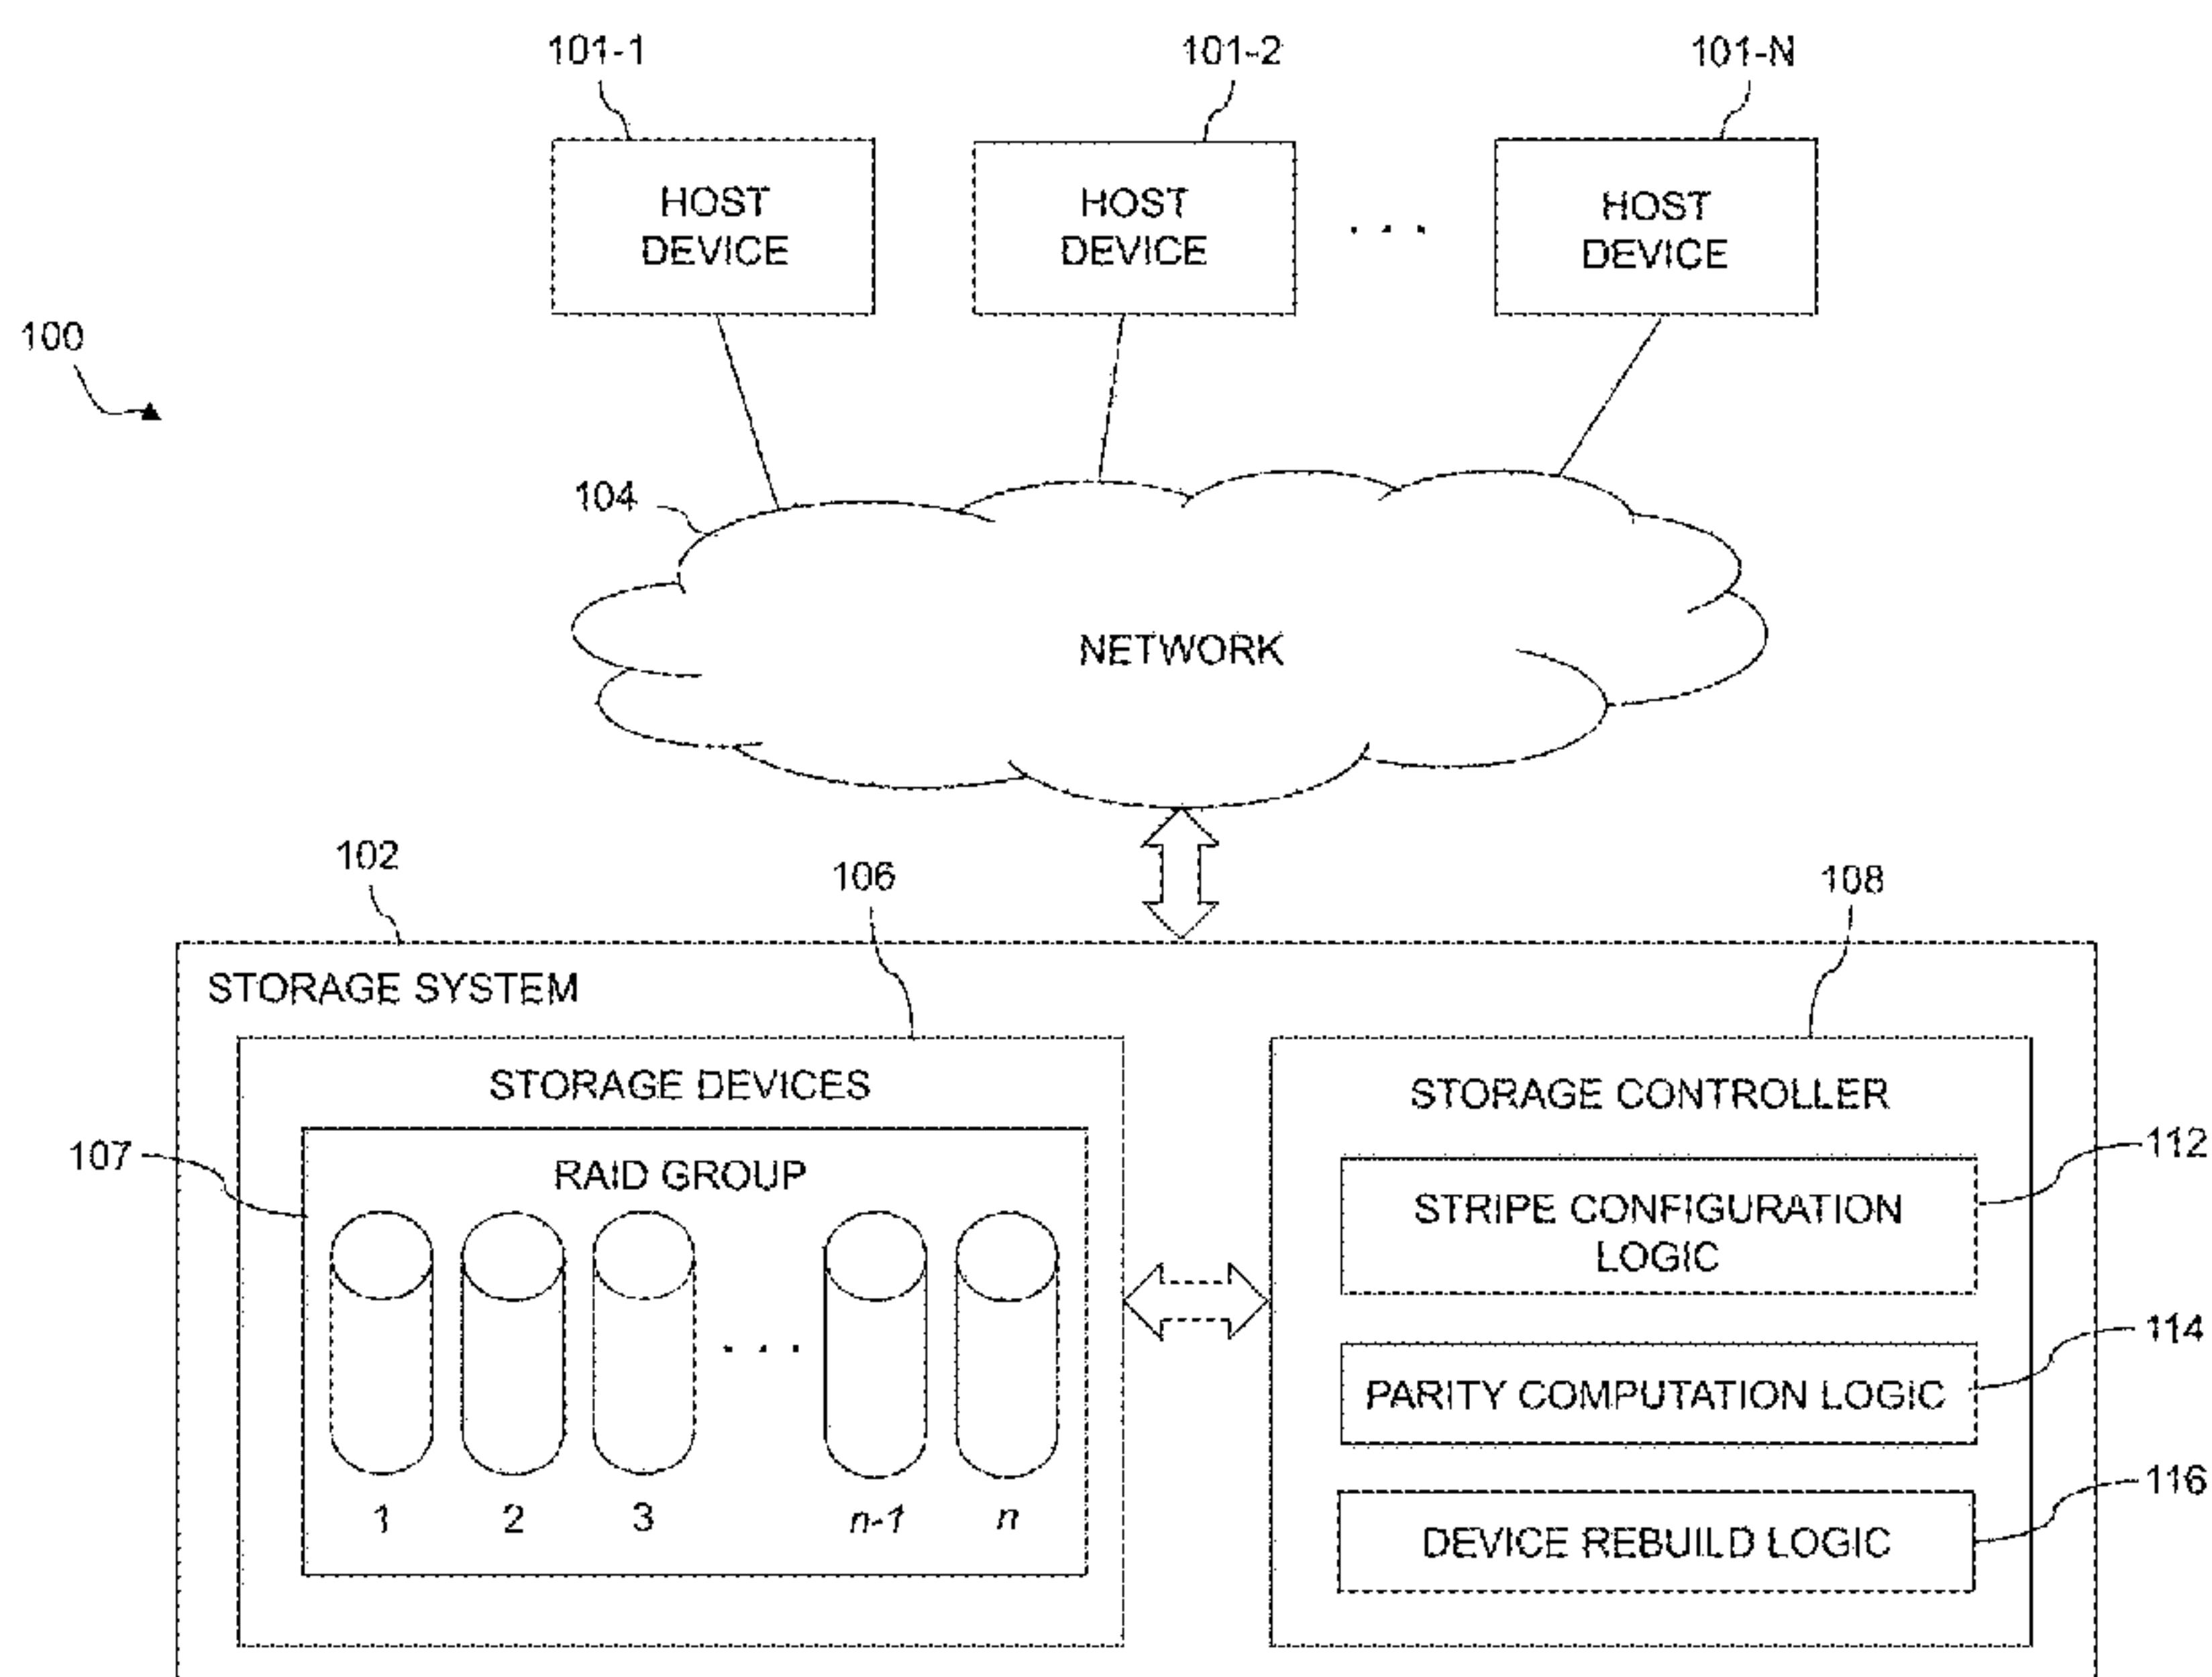 101-1
101-2
101-N
HOST
DEVICE
HOST
DEVICE
. . .
HOST
DEVICE
100
104
NETWORK
102
106
108
STORAGE SYSTEM
STORAGE DEVICES
STORAGE CONTROLLER
107
RAID GROUP
112
STRIPE CONFIGURATION
LOGIC
. . .
114
PARITY COMPUTATION LOGIC
116
1 2 3 n-1 n
DEVICE REBUILD LOGIC